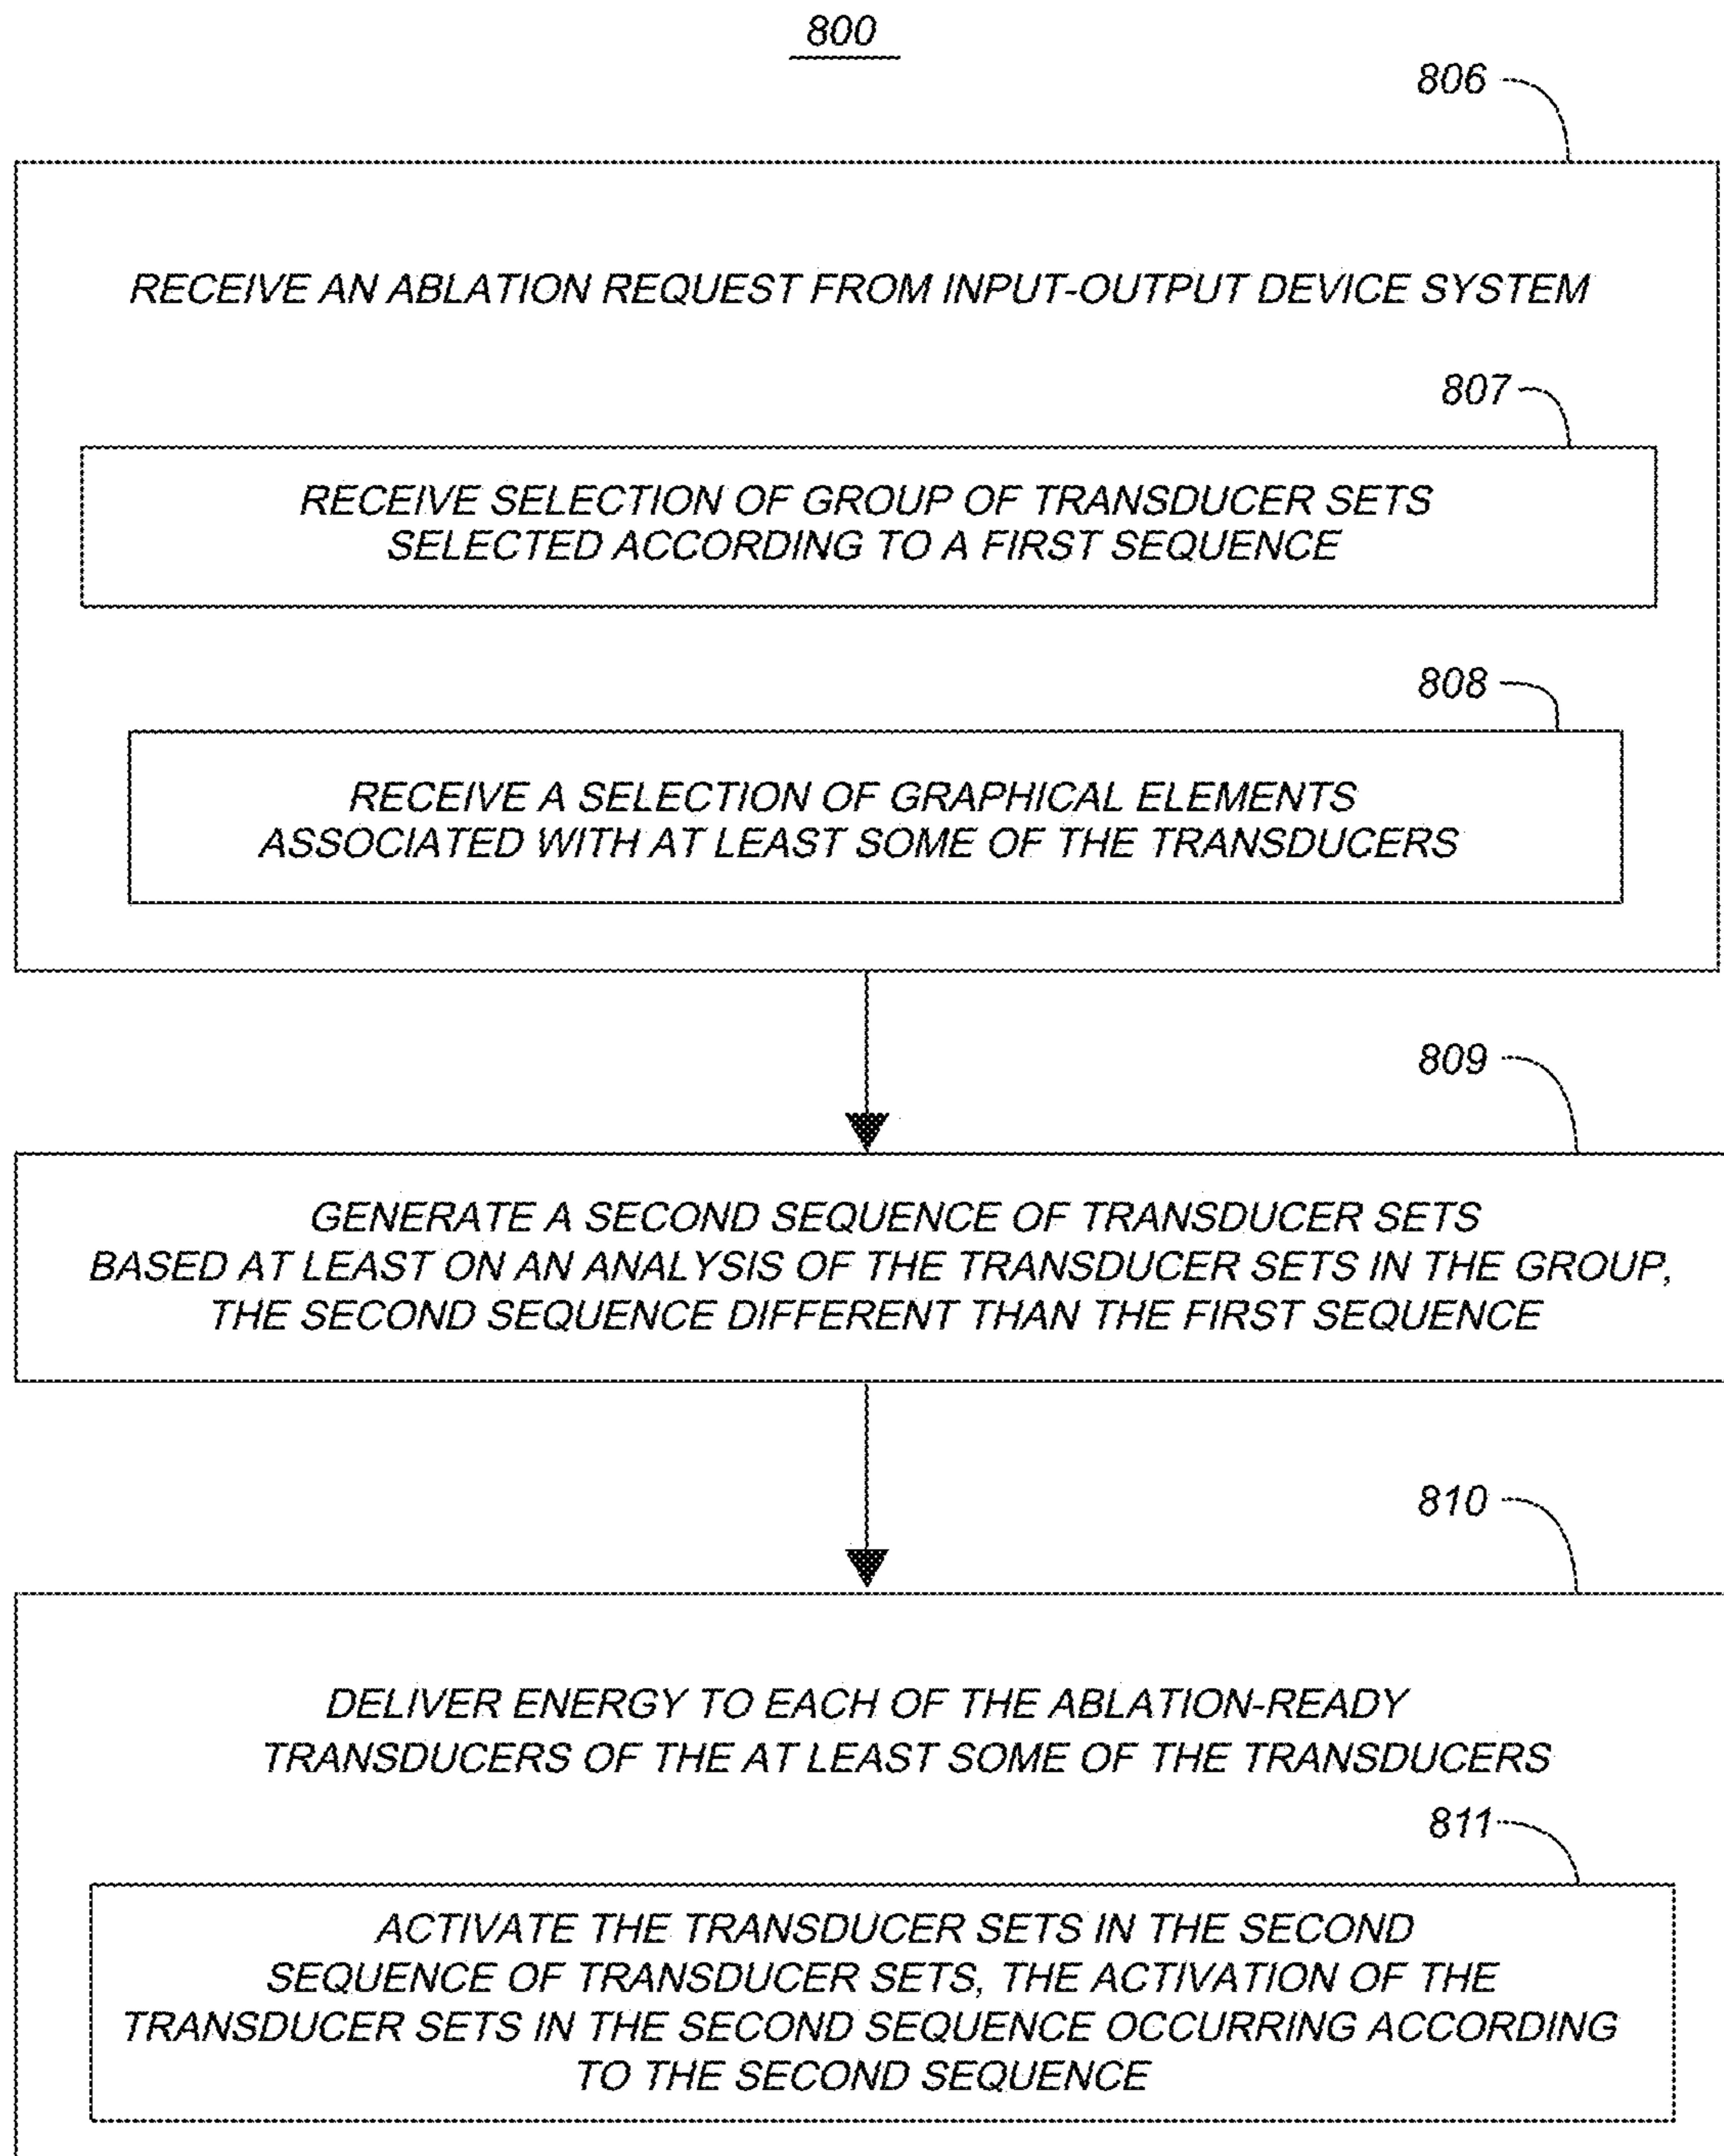 800
806
RECEIVE AN ABLATION REQUEST FROM INPUT-OUTPUT DEVICE SYSTEM
807
RECEIVE SELECTION OF GROUP OF TRANSDUCER SETS
SELECTED ACCORDING TO A FIRST SEQUENCE
808
RECEIVE A SELECTION OF GRAPHICAL ELEMENTS
ASSOCIATED WITH AT LEAST SOME OF THE TRANSDUCERS
809
GENERATE A SECOND SEQUENCE OF TRANSDUCER SETS
BASED AT LEAST ON AN ANALYSIS OF THE TRANSDUCER SETS IN THE GROUP,
THE SECOND SEQUENCE DIFFERENT THAN THE FIRST SEQUENCE
810
DELIVER ENERGY TO EACH OF THE ABLATION-READY
TRANSDUCERS OF THE AT LEAST SOME OF THE TRANSDUCERS
811
ACTIVATE THE TRANSDUCER SETS IN THE SECOND
SEQUENCE OF TRANSDUCER SETS, THE ACTIVATION OF THE
TRANSDUCER SETS IN THE SECOND SEQUENCE OCCURRING ACCORDING
TO THE SECOND SEQUENCE